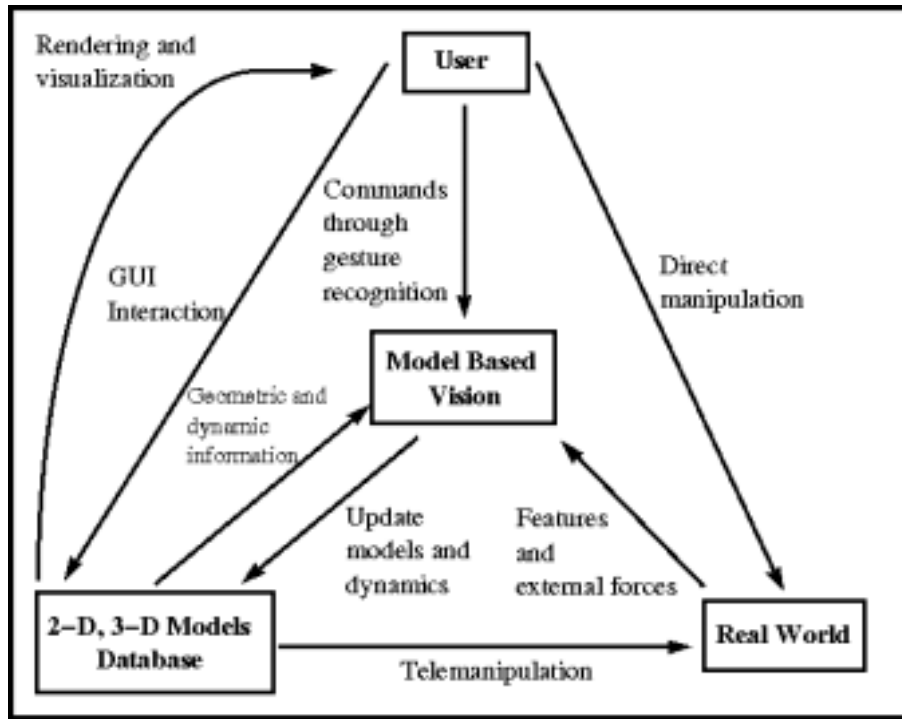 Rendering and
visualization
User
Commands
through
gesture
recognition
GUI
Interaction
Direct
manipulation
Model Based
Vision
Geometric and
dynamic
information
Update
models and
dynamics
Features
and
external forces
2-D, 3-D Models
Database
Real World
Telemanipulation